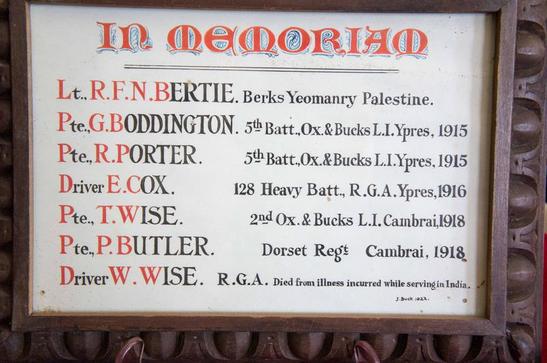 IN MEMORIAM
Lt., R.F.N.BERTIE. Berks Yeomanry Palestine.
Pte., G.BODDINGTON. 5th Batt., Ox. & Bucks L.I. Ypres, 1915
Pte., R.PORTER. 5th Batt., Ox. & Bucks L.I. Ypres, 1915
Driver E.COX. 128 Heavy Batt., R.G.A. Ypres, 1916
Pte., T.WISE. 2nd Ox. & Bucks L.I. Cambrai, 1918
Pte., P.BUTLER. Dorset Regt Cambrai, 1918
Driver W.WISE. R.G.A. Died from illness incurred while serving in India.